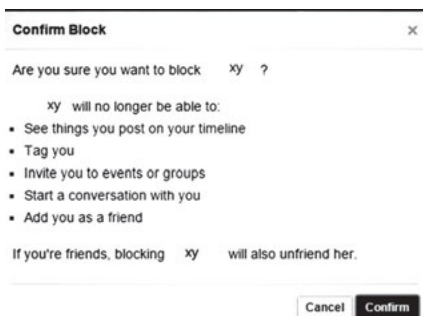 Confirm Block ×
Are you sure you want to block xy ?
xy will no longer be able to:
▪ See things you post on your timeline
▪ Tag you
▪ Invite you to events or groups
▪ Start a conversation with you
▪ Add you as a friend
If you're friends, blocking xy will also unfriend her.
Cancel Confirm